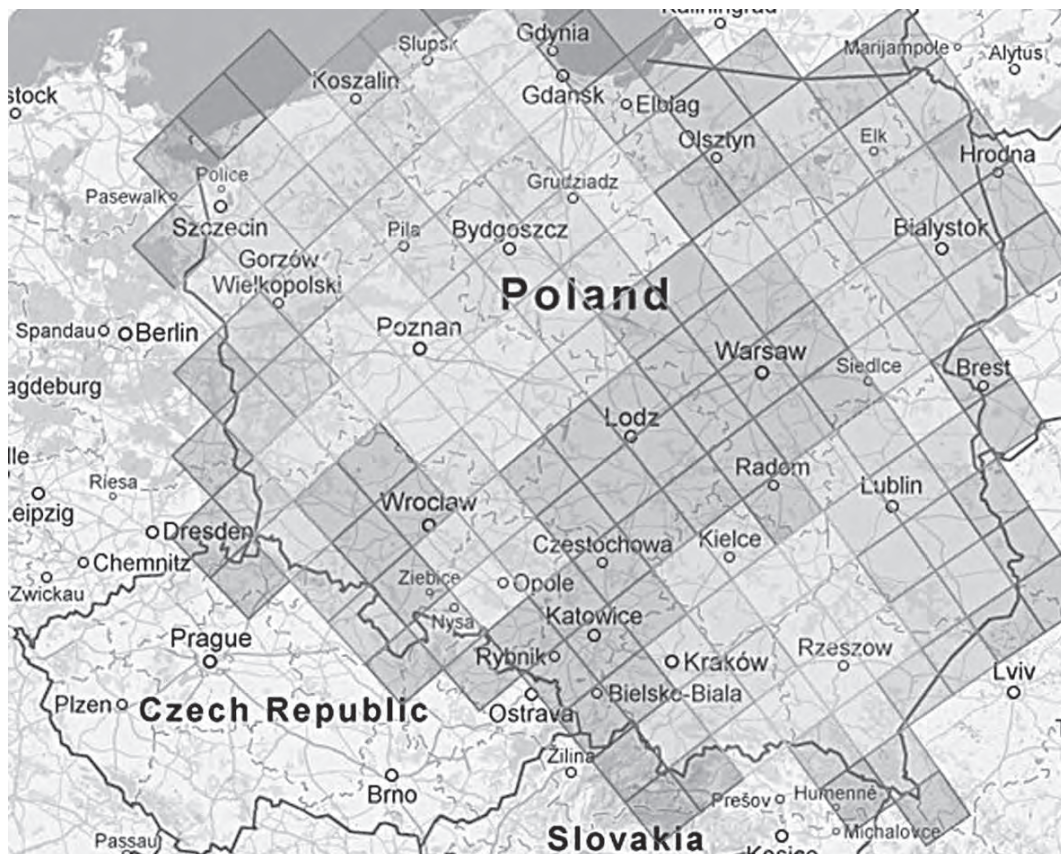 Kaliningrad
Gdynia
Slupsk
Marijampole
Alytus
Koszalin
stock
Gdansk
Elblag
Olsztyn
Elk
Hrodna
Police
Pasewalk
Grudziadz
Szczecin
Pila
Bydgoszcz
Bialystok
Gorzów
Wielkopolski
Poland
Spandau
Berlin
Poznan
Warsaw
Siedlce
Brest
agdeburg
Lodz
lle
Radom
Riesa
Lublin
Leipzig
Wroclaw
Dresden
Czestochowa
Kielce
Chemnitz
Ziebice
Opole
Zwickau
Nysa
Katowice
Prague
Rybnik
Kraków
Rzeszow
Lviv
Plzen
Czech Republic
Bielsko-Biala
Ostrava
Žilina
Brno
Prešov
Humenné
Slovakia
Michalovce
Passau
Kosice